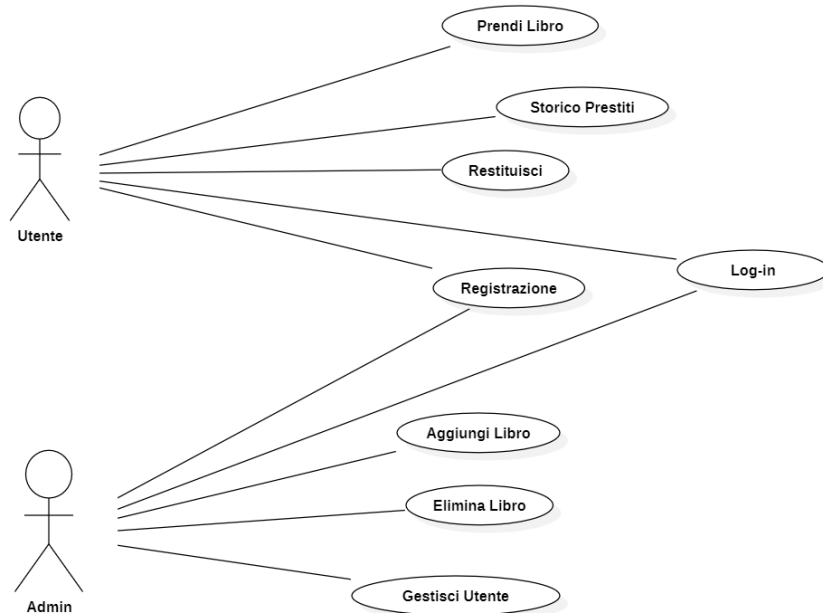 Prendi Libro
Storico Prestiti
Restituisci
Utente
Log-in
Registrazione
Aggiungi Libro
Elimina Libro
Gestisci Utente
Admin